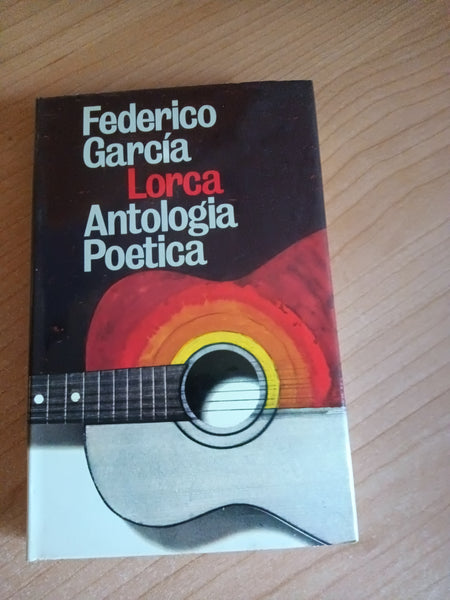 Federico
García
Lorca
Antologia
Poetica